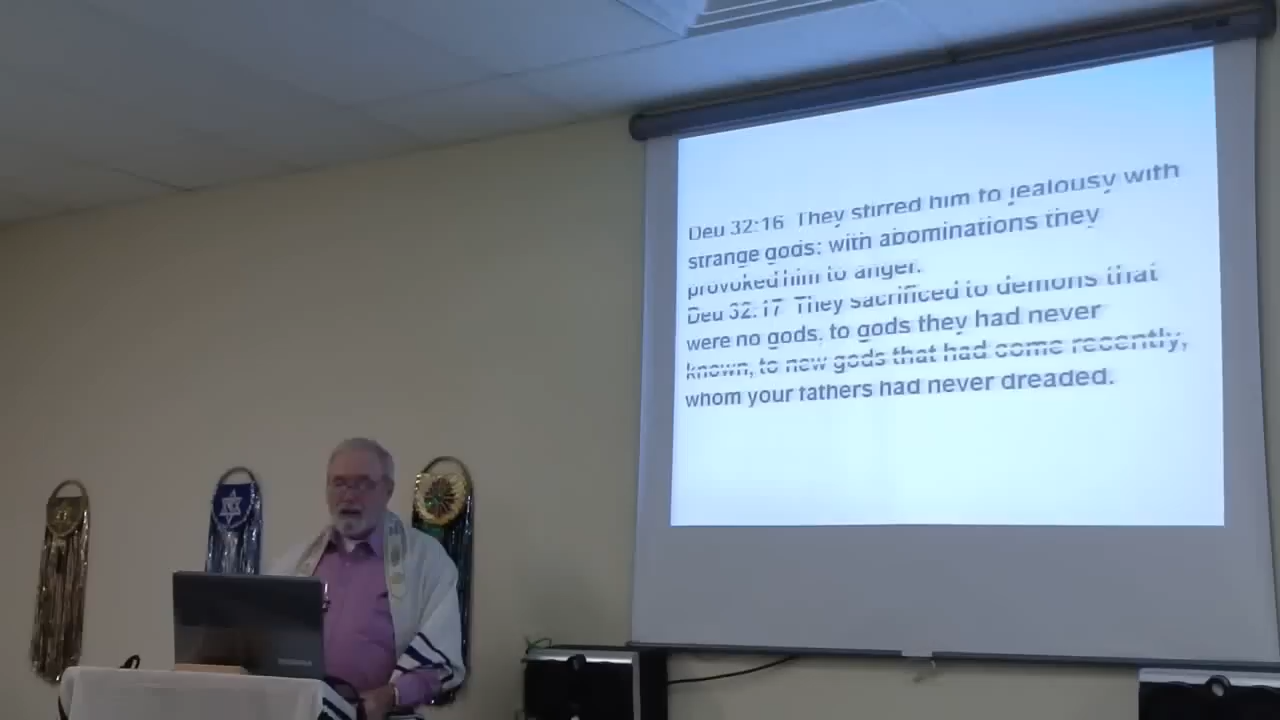 Deu 32:16 They stirred him to jealousy with
strange gods; with abominations they
provoked him to anger.
Deu 32:17 They sacrificed to demons that
were no gods, to gods they had never
known, to new gods that had come recently,
whom your fathers had never dreaded.